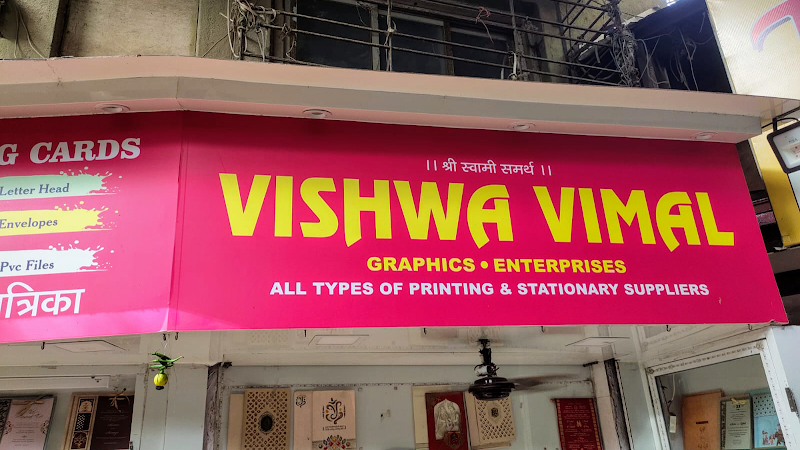 G CARDS
Letter Head
Envelopes
Pvc Files
त्रिका
।। श्री स्वामी समर्थ ।।
VISHWA VIMAL
GRAPHICS • ENTERPRISES
ALL TYPES OF PRINTING & STATIONARY SUPPLIERS